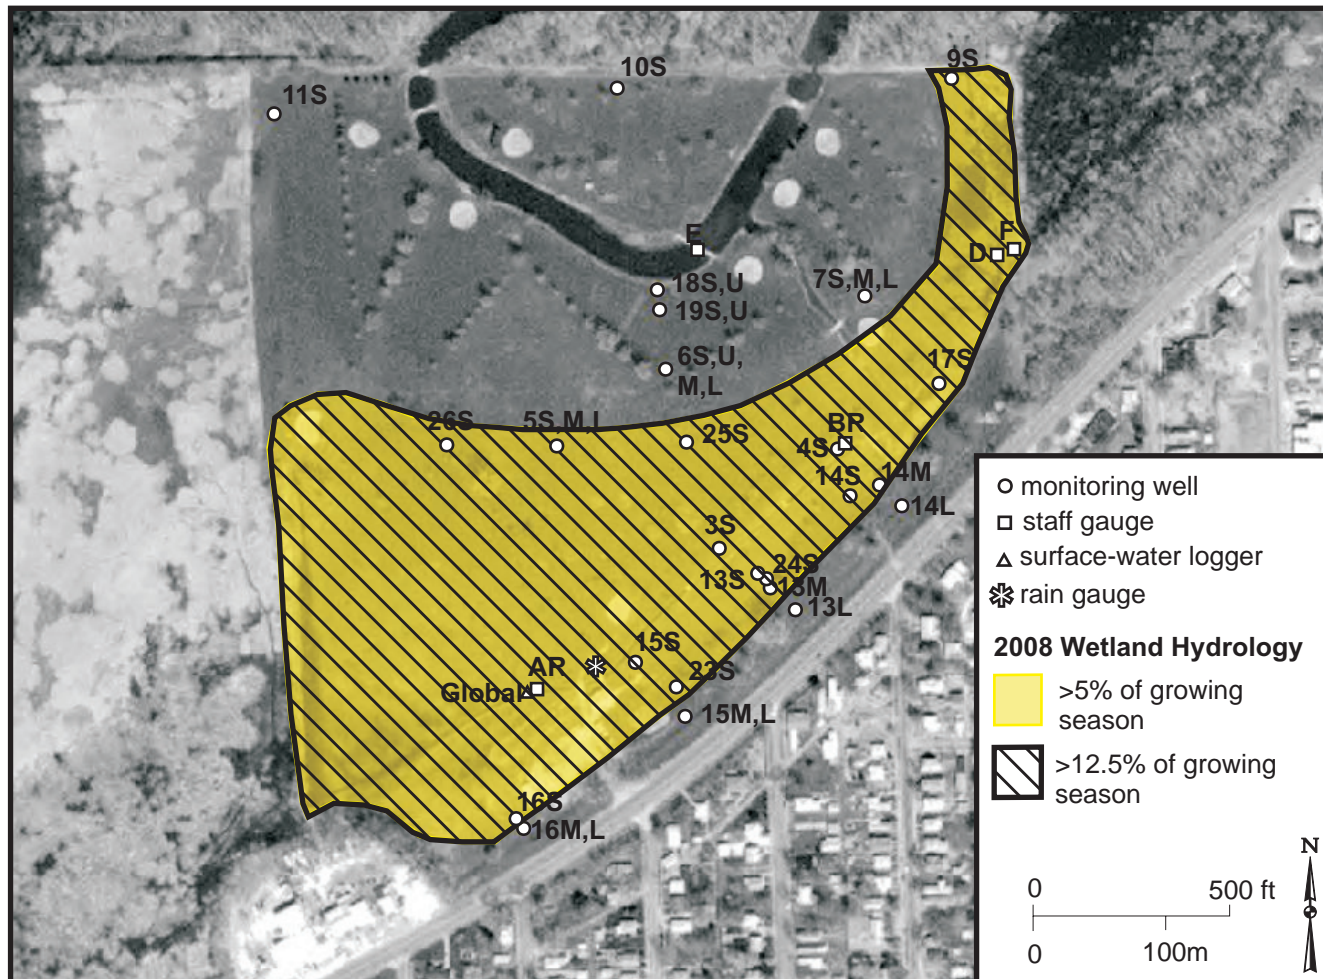 9S
10S
11S
E
F
D
18S,U
7S,M,L
19S,U
6S,U,
M,L
17S
26S
5S,M,L
25S
BR
4S
14S
14M
14L
3S
24S
13S
13M
13L
15S
AR
23S
Global
15M,L
16S
16M,L
monitoring well
staff gauge
surface-water logger
rain gauge
2008 Wetland Hydrology
>5% of growing
season
>12.5% of growing
season
N
0 500 ft
0 100m